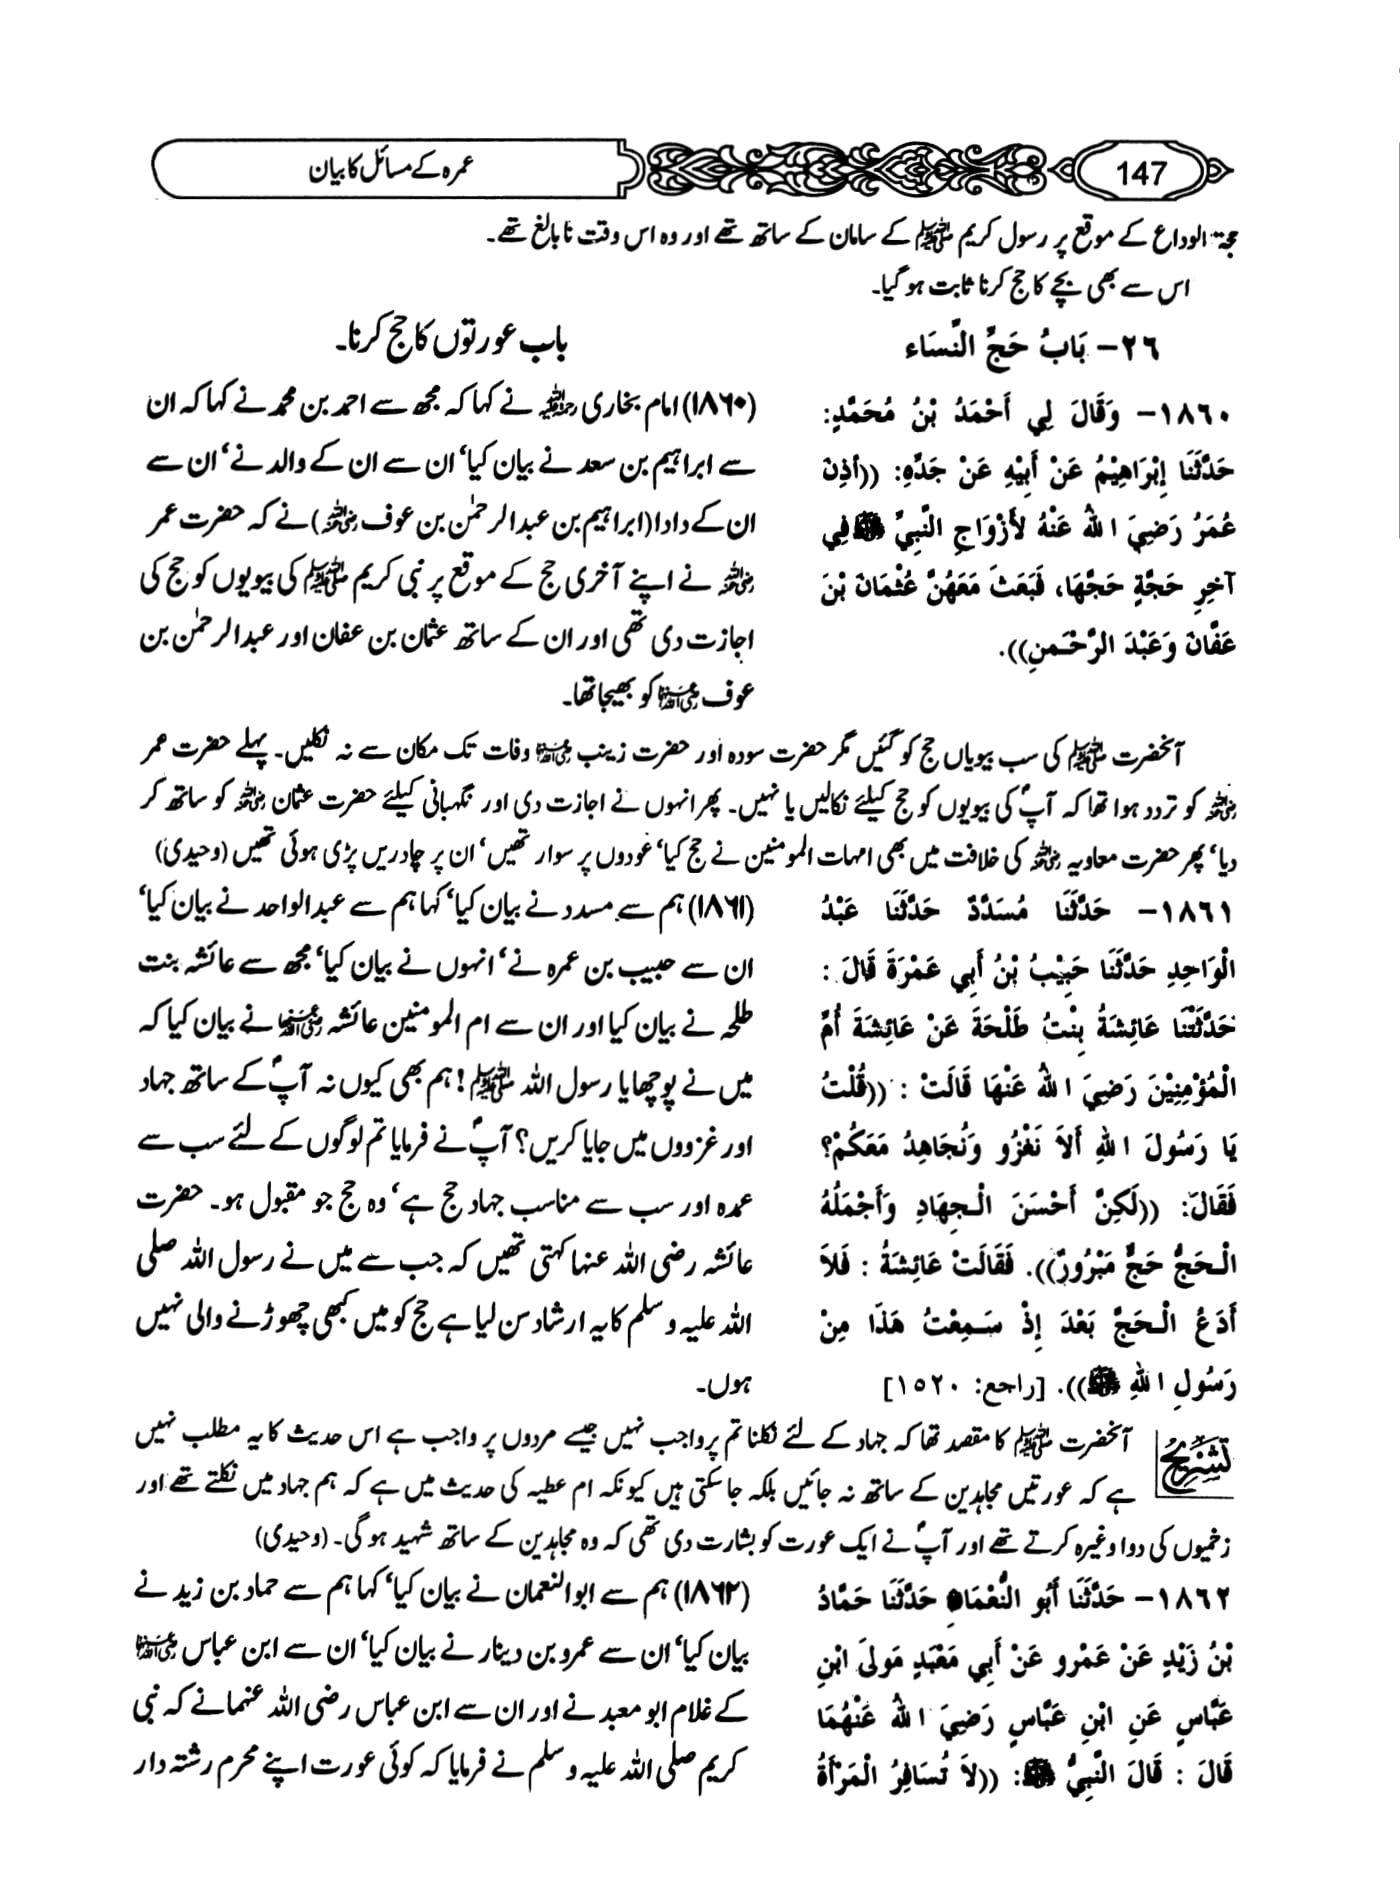 147
عمرہ کے مسائل کا بیان
حجۃ الوداع کے موقع پر رسول کریم ﷺ کے سامان کے ساتھ تھے اور وہ اس وقت نابالغ تھے۔
اس سے بھی بچے کا حج کرنا ثابت ہو گیا۔
٢٦- بَابُ حَجِّ النِّسَاء
١٨٦٠- وَقَالَ لِي أَحْمَدُ بْنُ مُحَمَّدٍ:
حَدَّثَنَا إِبْرَاهِيْمُ عَنْ أَبِيْهِ عَنْ جَدِّهِ: ((أَذِنَ
عُمَرُ رَضِيَ اللهُ عَنْهُ لأَزْوَاجِ النَّبِيِّ ﷺ فِي
آخِرِ حَجَّةٍ حَجَّهَا، فَبَعَثَ مَعَهُنَّ عُثْمَانَ بْنَ
عَفَّانَ وَعَبْدَ الرَّحْمنِ)).
باب عورتوں کا حج کرنا۔
(۱۸۶۰) امام بخاری رحمۃ اللہ علیہ نے کہا کہ مجھ سے احمد بن محمد نے کہا کہ ان
سے ابراہیم بن سعد نے بیان کیا' ان سے ان کے والد نے' ان سے
ان کے دادا (ابراہیم بن عبدالرحمٰن بن عوف رضی اللہ عنہ) نے کہ حضرت عمر
رضی اللہ عنہ نے اپنے آخری حج کے موقع پر نبی کریم ﷺ کی بیویوں کو حج کی
اجازت دی تھی اور ان کے ساتھ عثمان بن عفان اور عبدالرحمٰن بن
عوف رضی اللہ عنہما کو بھیجا تھا۔
آنحضرت ﷺ کی سب بیویاں حج کو گئیں مگر حضرت سودہ اور حضرت زینب رضی اللہ عنہما وفات تک مکان سے نہ نکلیں۔ پہلے حضرت عمر
رضی اللہ عنہ کو تردد ہوا تھا کہ آپؐ کی بیویوں کو حج کیلئے نکالیں یا نہیں۔ پھر انہوں نے اجازت دی اور نگہبانی کیلئے حضرت عثمان رضی اللہ عنہ کو ساتھ کر
دیا' پھر حضرت معاویہ رضی اللہ عنہ کی خلافت میں بھی امہات المومنین نے حج کیا' ہودوں پر سوار تھیں' ان پر چادریں پڑی ہوئی تھیں (وحیدی)
١٨٦١- حَدَّثَنَا مُسَدَّدٌ حَدَّثَنَا عَبْدُ
الْوَاحِدِ حَدَّثَنَا حَبِيْبُ بْنُ أَبِي عَمْرَةَ قَالَ:
حَدَّثَتْنَا عَائِشَةُ بِنْتُ طَلْحَةَ عَنْ عَائِشَةَ أُمِّ
الْمُؤْمِنِيْنَ رَضِيَ اللهُ عَنْهَا قَالَتْ: ((قُلْتُ
يَا رَسُولَ اللهِ أَلاَ نَغْزُو وَنُجَاهِدُ مَعَكُمْ؟
فَقَالَ: ((لَكِنَّ أَحْسَنَ الْجِهَادِ وَأَجْمَلُهُ
الْحَجُّ حَجٌّ مَبْرُورٌ)). فَقَالَتْ عَائِشَةُ: فَلاَ
أَدَعُ الْحَجَّ بَعْدَ إِذْ سَمِعْتُ هَذَا مِنْ
رَسُولِ اللهِ ﷺ)). [راجع: ١٥٢٠]
(۱۸۶۱) ہم سے مسدد نے بیان کیا' کہا ہم سے عبدالواحد نے بیان کیا'
ان سے حبیب بن عمرہ نے' انہوں نے بیان کیا' مجھ سے عائشہ بنت
طلحہ نے بیان کیا اور ان سے ام المومنین عائشہ رضی اللہ عنہا نے بیان کیا کہ
میں نے پوچھا یا رسول اللہ ﷺ! ہم بھی کیوں نہ آپؐ کے ساتھ جہاد
اور غزووں میں جایا کریں؟ آپؐ نے فرمایا تم لوگوں کے لئے سب سے
عمدہ اور سب سے مناسب جہاد حج ہے' وہ حج جو مقبول ہو۔ حضرت
عائشہ رضی اللہ عنہا کہتی تھیں کہ جب سے میں نے رسول اللہ صلی
اللہ علیہ و سلم کا یہ ارشاد سن لیا ہے حج کو میں کبھی چھوڑنے والی نہیں
ہوں۔
تشریح آنحضرت ﷺ کا مقصد تھا کہ جہاد کے لئے نکلنا تم پر واجب نہیں جیسے مردوں پر واجب ہے اس حدیث کا یہ مطلب نہیں
ہے کہ عورتیں مجاہدین کے ساتھ نہ جائیں بلکہ جا سکتی ہیں کیونکہ ام عطیہ کی حدیث میں ہے کہ ہم جہاد میں نکلتے تھے اور
زخمیوں کی دوا وغیرہ کرتے تھے اور آپؐ نے ایک عورت کو بشارت دی تھی کہ وہ مجاہدین کے ساتھ شہید ہو گی۔ (وحیدی)
١٨٦٢- حَدَّثَنَا أَبُو النُّعْمَانِ حَدَّثَنَا حَمَّادُ
بْنُ زَيْدٍ عَنْ عَمْرٍو عَنْ أَبِي مَعْبَدٍ مَولَى ابْنِ
عَبَّاسٍ عَنِ ابْنِ عَبَّاسٍ رَضِيَ اللهُ عَنْهُمَا
قَالَ: قَالَ النَّبِيُّ ﷺ: ((لاَ تُسَافِرُ الْمَرْأَةُ
(۱۸۶۲) ہم سے ابوالنعمان نے بیان کیا' کہا ہم سے حماد بن زید نے
بیان کیا' ان سے عمرو بن دینار نے بیان کیا' ان سے ابن عباس رضی اللہ عنہما
کے غلام ابو معبد نے اور ان سے ابن عباس رضی اللہ عنہما نے کہ نبی
کریم صلی اللہ علیہ و سلم نے فرمایا کہ کوئی عورت اپنے محرم رشتہ دار